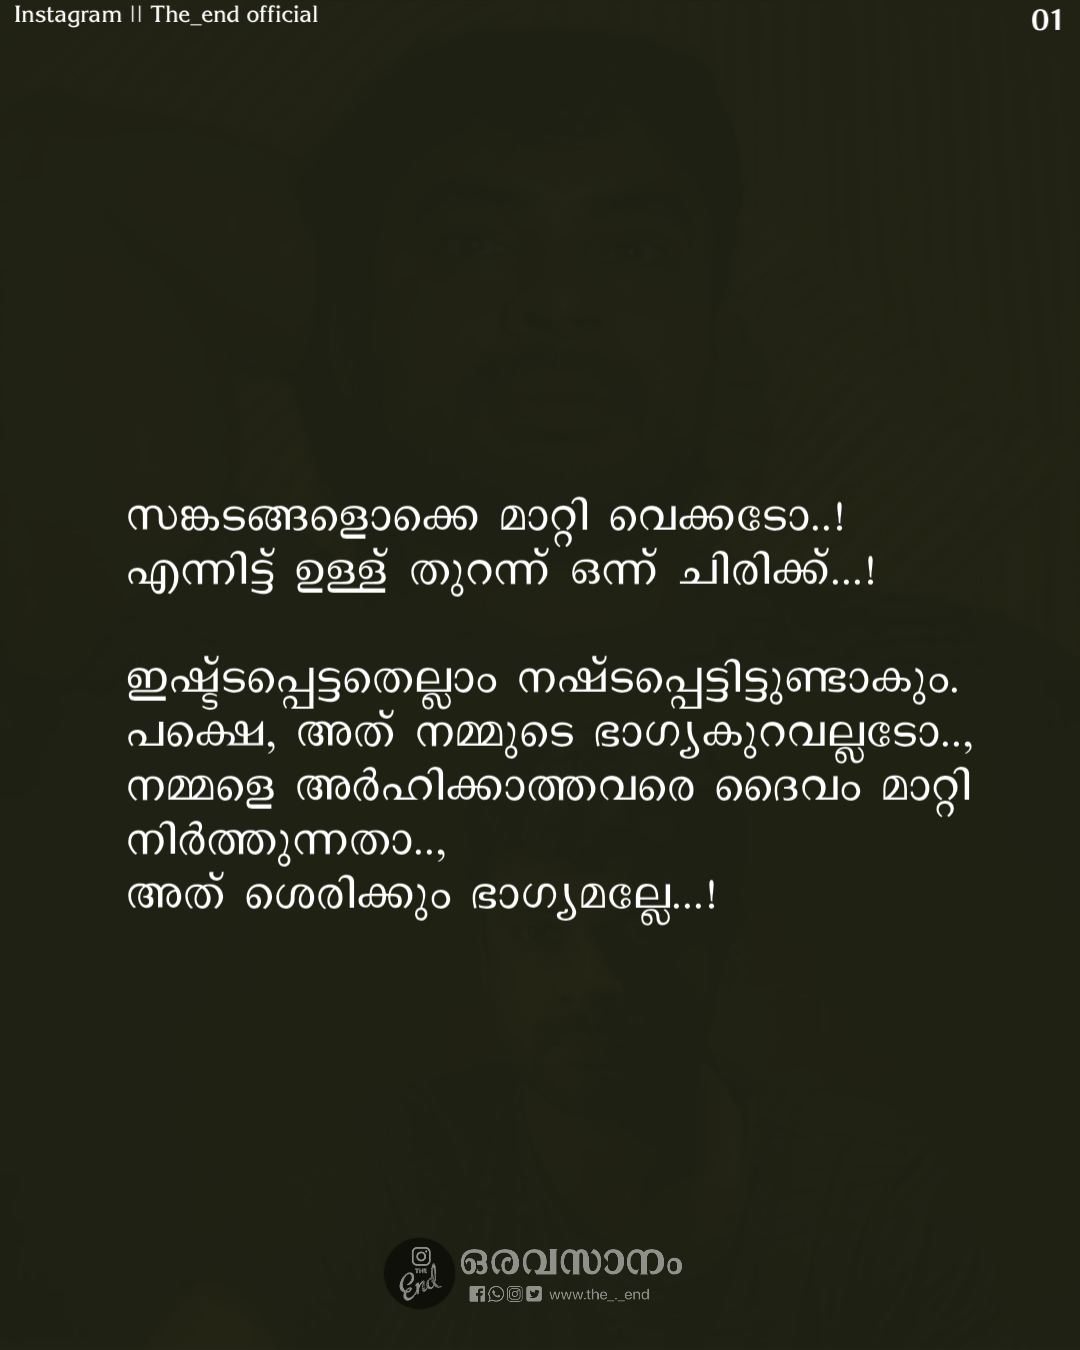 Instagram || The_end official
01
സങ്കടങ്ങളൊക്കെ മാറ്റി വെക്കടോ..!
എന്നിട്ട് ഉള്ള് തുറന്ന് ഒന്ന് ചിരിക്ക്...!
ഇഷ്ട്ടപ്പെട്ടതെല്ലാം നഷ്ടപ്പെട്ടിട്ടുണ്ടാകും.
പക്ഷെ, അത് നമ്മുടെ ഭാഗ്യകുറവല്ലടോ..,
നമ്മളെ അർഹിക്കാത്തവരെ ദൈവം മാറ്റി
നിർത്തുന്നതാ..,
അത് ശെരിക്കും ഭാഗ്യമല്ലേ...!
THE
End
ഒരവസാനം
www.the_._end